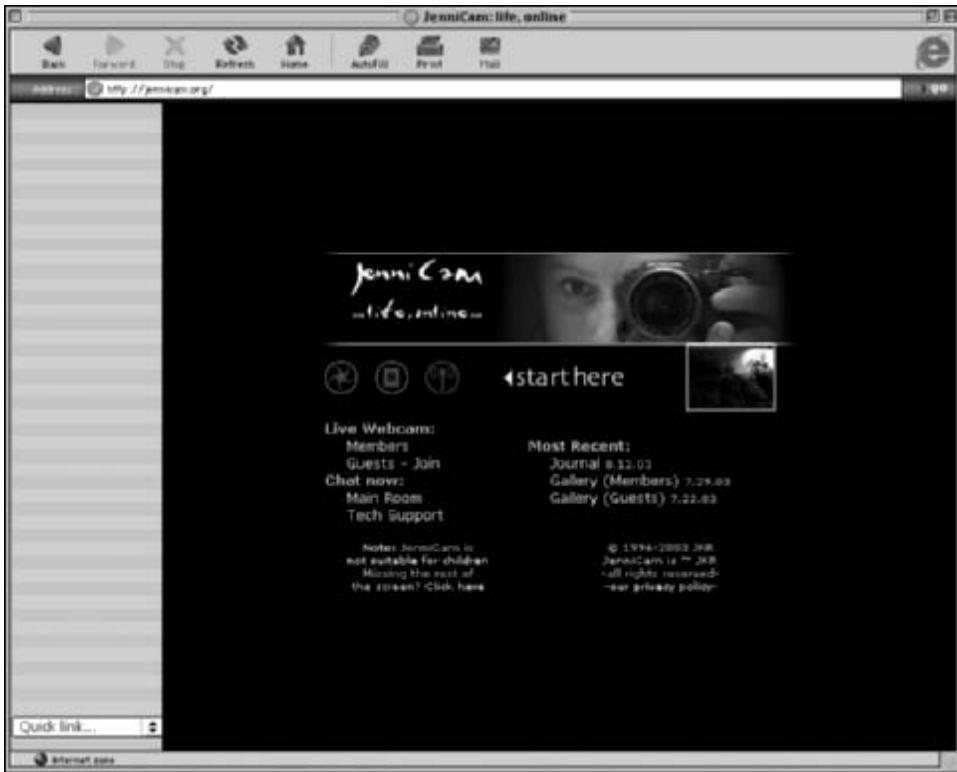 JenniCam: life, online
Back Forward Stop Refresh Home AutoFill Print Mail
Address http://jennicam.org/ go
JenniCam
...life, online...
start here
Live Webcam:
Members
Guests - Join
Chat now:
Main Room
Tech Support
Most Recent:
Journal 8.12.03
Gallery (Members) 7.29.03
Gallery (Guests) 7.22.03
Note: JenniCam is
not suitable for children
Missing the rest of
the screen? Click here
© 1996-2003 JKR
JenniCam is ™ JKR
-all rights reserved-
-our privacy policy-
Quick link...
Internet zone